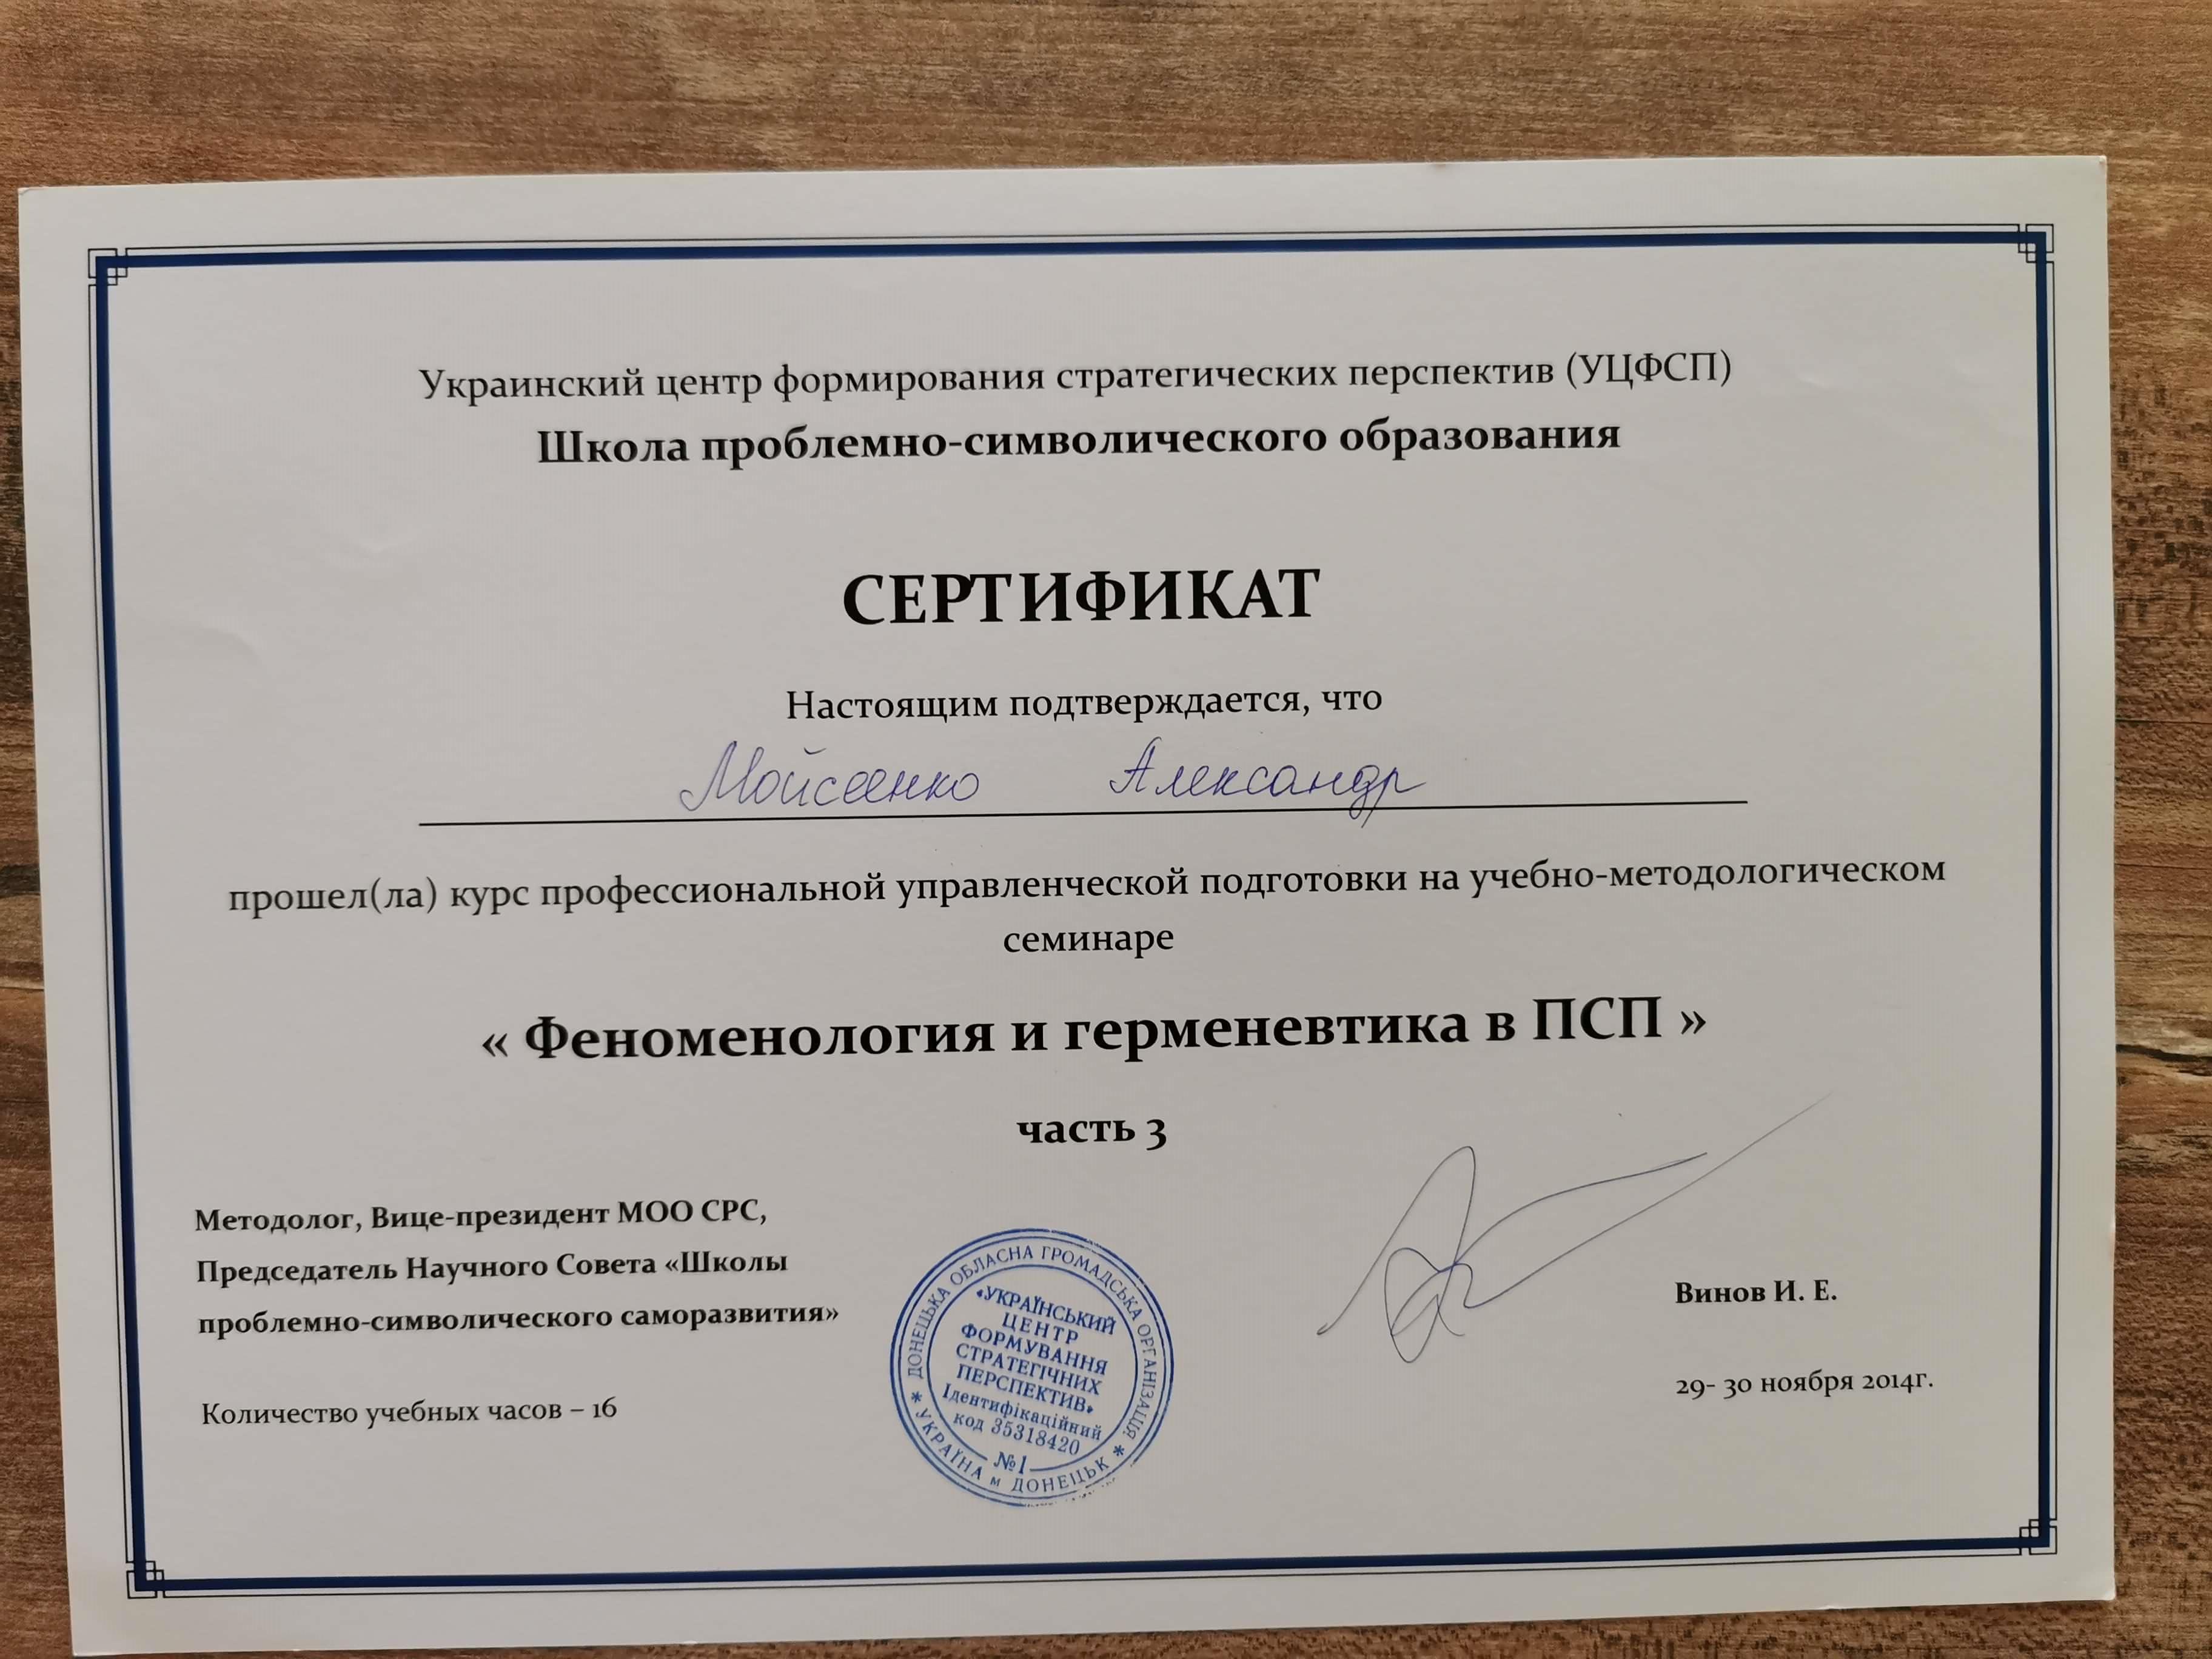 Украинский центр формирования стратегических перспектив (УЦФСП)
Школа проблемно-символического образования
СЕРТИФИКАТ
Настоящим подтверждается, что
Мойсеенко Александр
прошел(ла) курс профессиональной управленческой подготовки на учебно-методологическом
семинаре
« Феноменология и герменевтика в ПСП »
часть 3
Методолог, Вице-президент МОО СРС,
Председатель Научного Совета «Школы
проблемно-символического саморазвития»
Количество учебных часов – 16
ДОНЕЦЬКА ОБЛАСНА ГРОМАДСЬКА ОРГАНІЗАЦІЯ
* УКРАЇНА м ДОНЕЦЬК *
«УКРАЇНСЬКИЙ
ЦЕНТР
ФОРМУВАННЯ
СТРАТЕГІЧНИХ
ПЕРСПЕКТИВ»
Ідентифікаційний
код 35318420
№1
Винов И. Е.
29- 30 ноября 2014г.